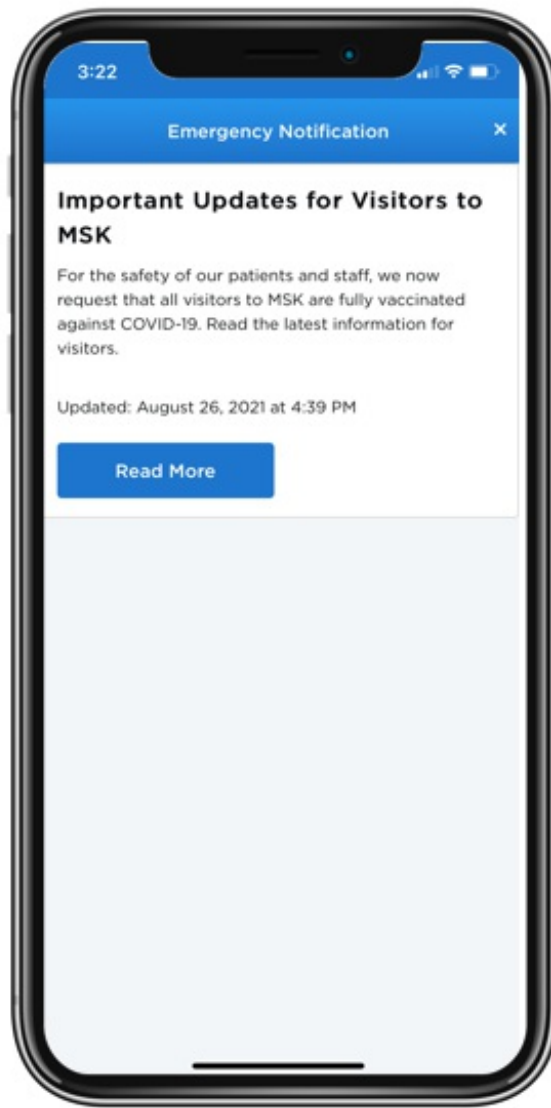 3:22
Emergency Notification ×
Important Updates for Visitors to
MSK
For the safety of our patients and staff, we now
request that all visitors to MSK are fully vaccinated
against COVID-19. Read the latest information for
visitors.
Updated: August 26, 2021 at 4:39 PM
Read More